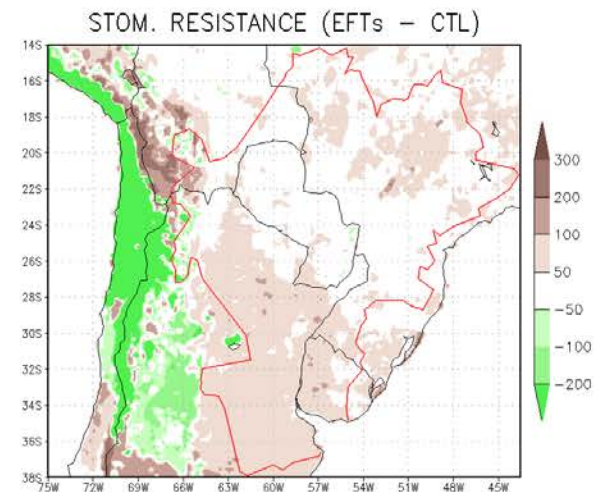 STOM. RESISTANCE (EFTs – CTL)
14S
16S
18S
20S
22S
24S
26S
28S
30S
32S
34S
36S
38S
75W 72W 69W 66W 63W 60W 57W 54W 51W 48W 45W
300
200
100
50
−50
−100
−200